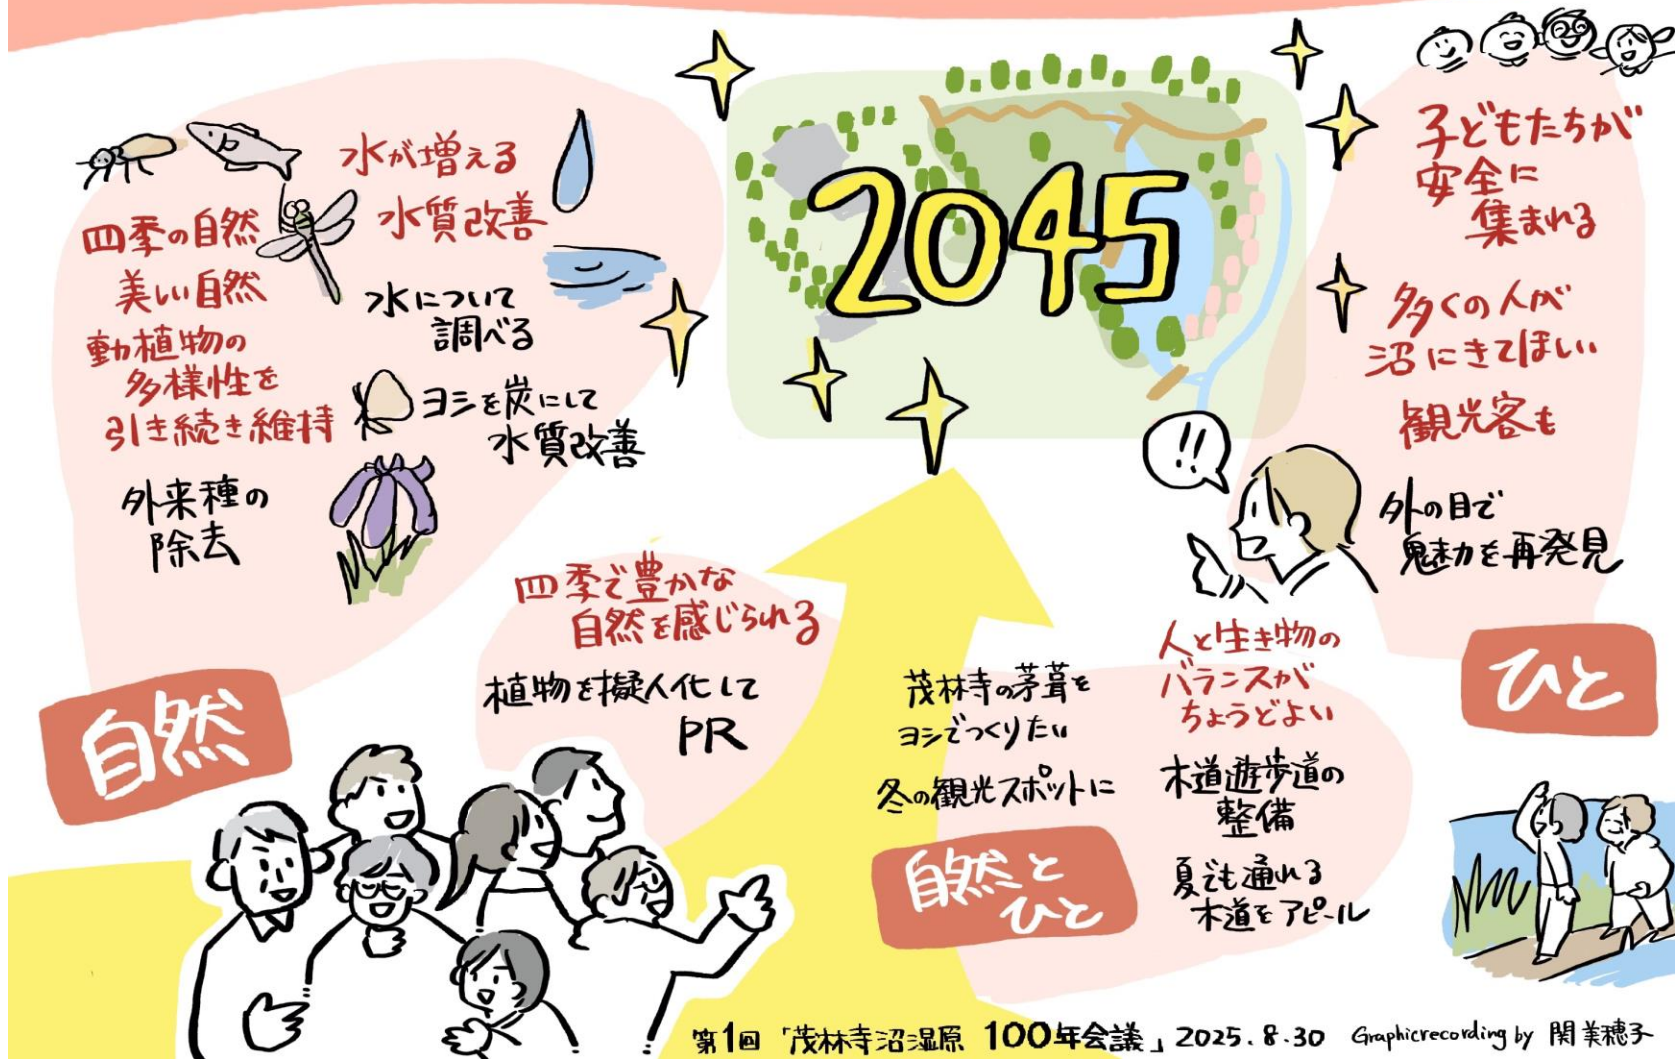 2045
水が増える
水質改善
四季の自然
美しい自然
動植物の
多様性を
引き続き維持
水について
調べる
ヨシを炭にして
水質改善
外来種の
除去
自然
四季で豊かな
自然を感じられる
植物を擬人化して
PR
茂林寺の茅葺を
ヨシでつくりたい
冬の観光スポットに
人と生き物の
バランスが
ちょうどよい
木道遊歩道の
整備
夏でも通れる
木道をアピール
自然と
ひと
子どもたちが
安全に
集まれる
多くの人が
沼にきてほしい
観光客も
!!
外の目で
魅力を再発見
ひと
第1回「茂林寺沼湿原 100年会議」2025.8.30 Graphicrecording by 関美穂子